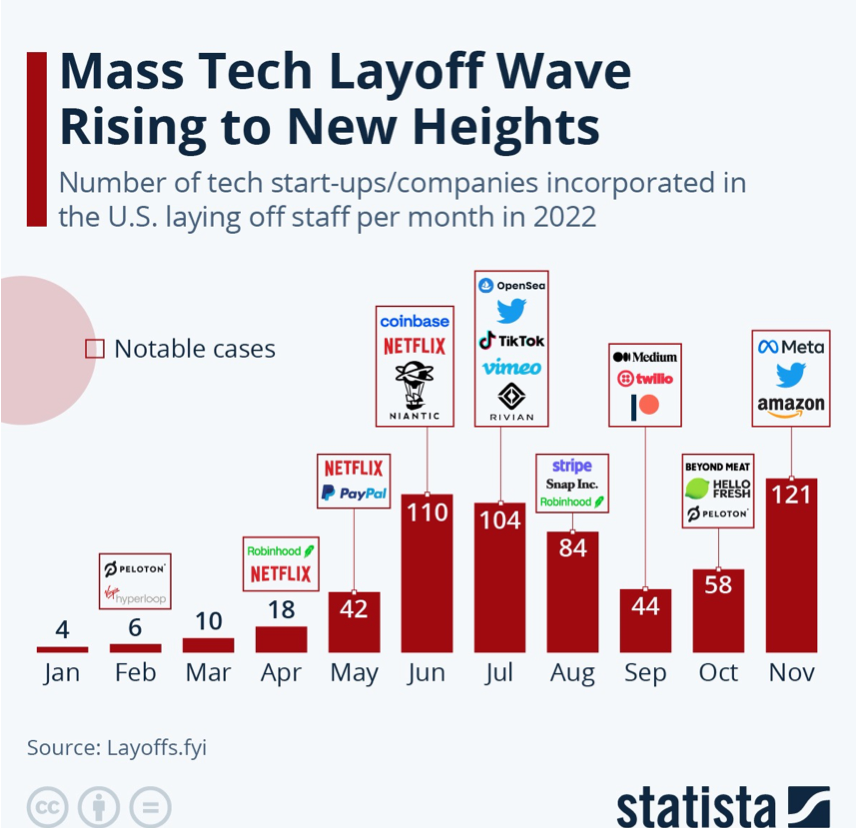 Mass Tech Layoff Wave
Rising to New Heights
Number of tech start-ups/companies incorporated in
the U.S. laying off staff per month in 2022
Notable cases
PELOTON
Virgin
hyperloop
Robinhood
NETFLIX
NETFLIX
PayPal
coinbase
NETFLIX
NIANTIC
OpenSea
TikTok
vimeo
RIVIAN
stripe
Snap Inc.
Robinhood
Medium
twilio
BEYOND MEAT
HELLO
FRESH
PELOTON
Meta
amazon
4
6
10
18
42
110
104
84
44
58
121
Jan
Feb
Mar
Apr
May
Jun
Jul
Aug
Sep
Oct
Nov
Source: Layoffs.fyi
cc
statista